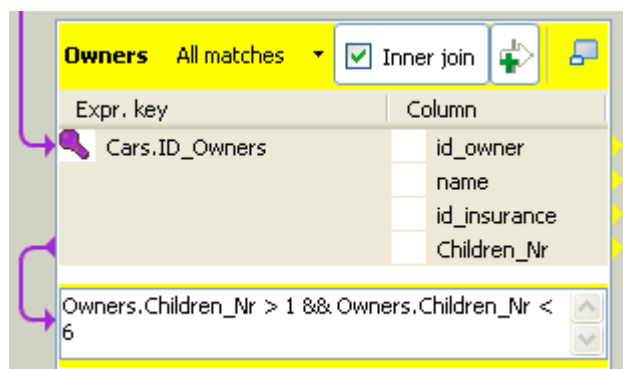 Owners All matches Inner join
Expr. key Column
Cars.ID_Owners id_owner
name
id_insurance
Children_Nr
Owners.Children_Nr > 1 && Owners.Children_Nr <
6